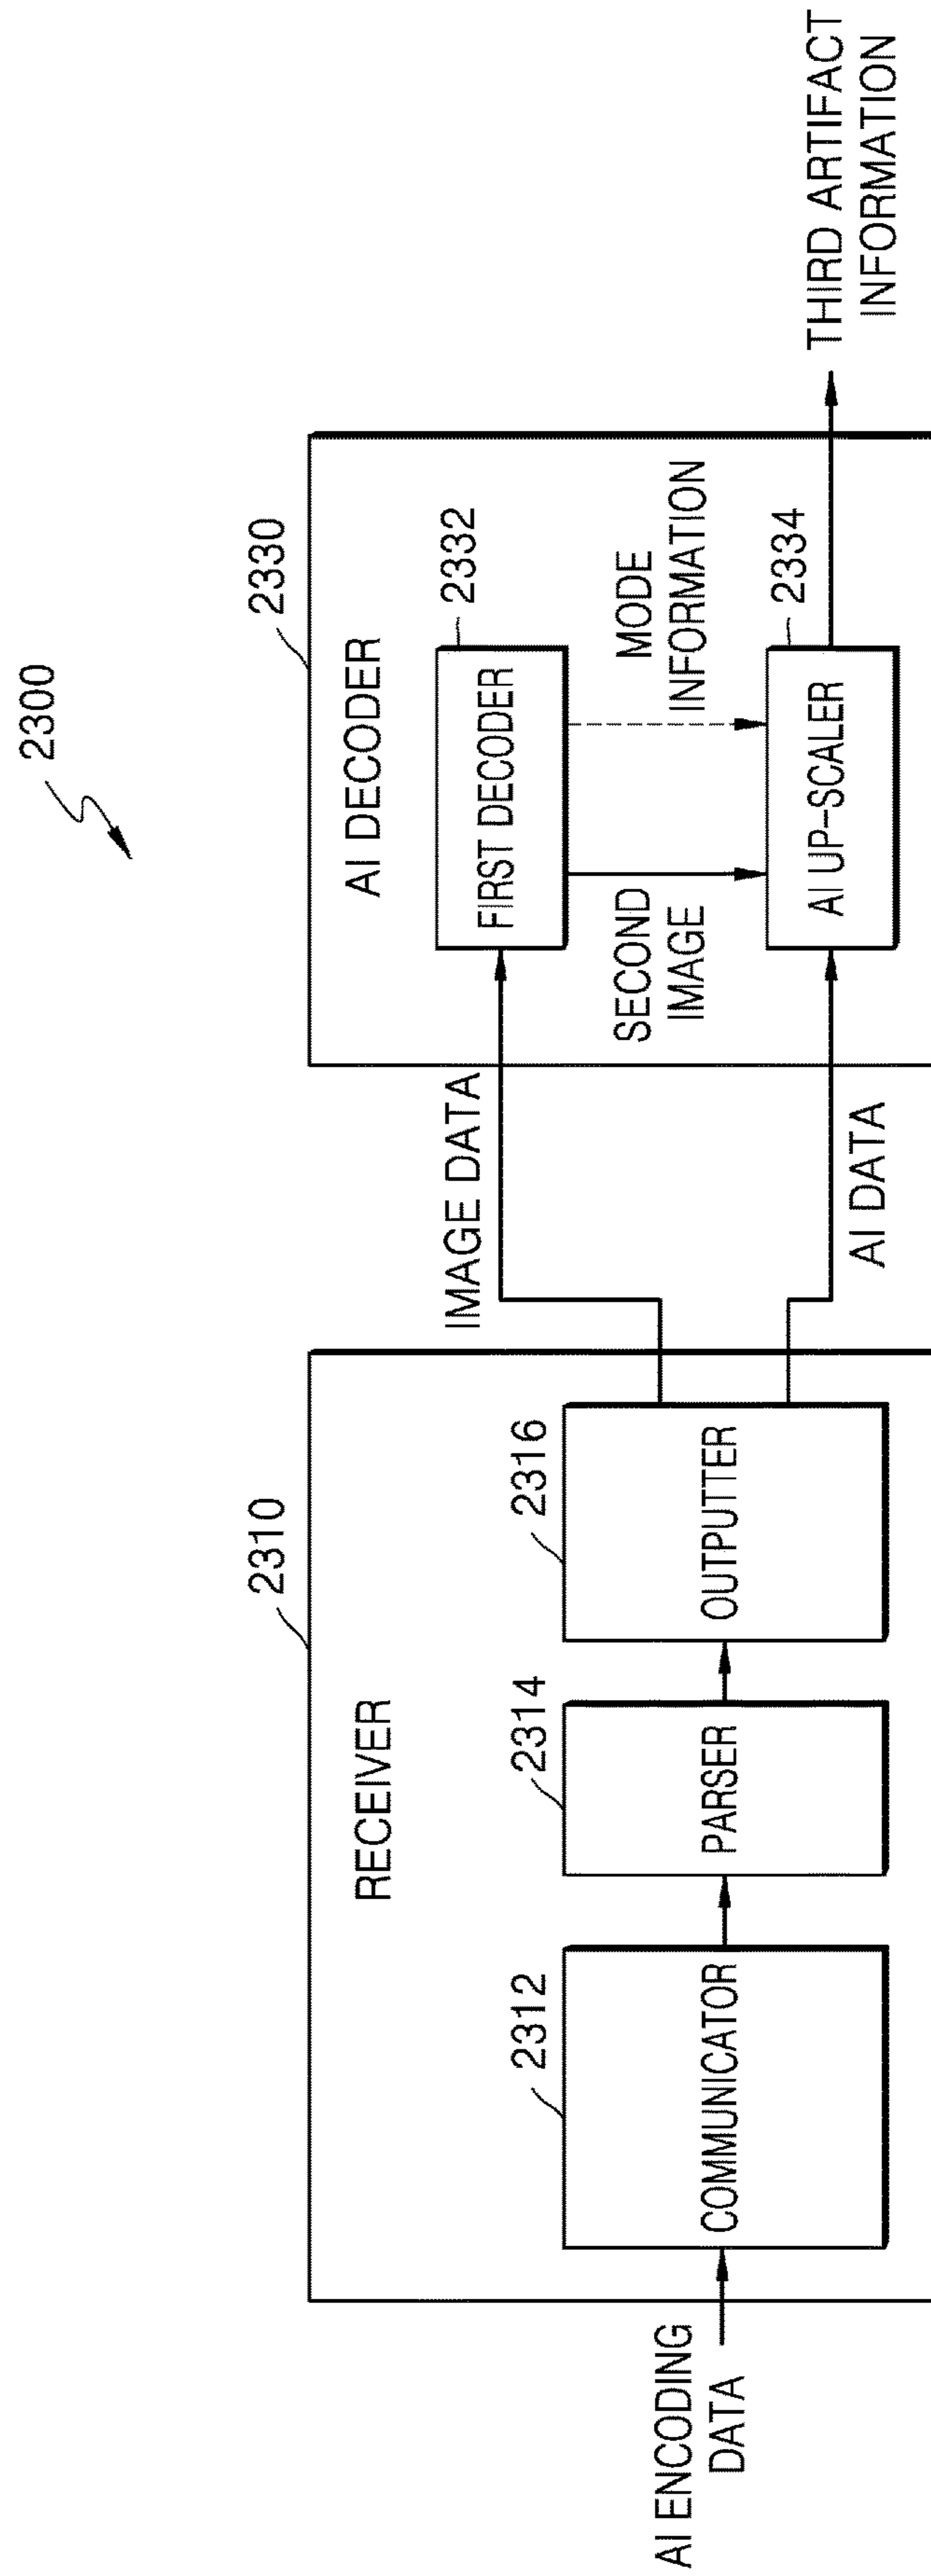 2300
2310
RECEIVER
AI ENCODING
DATA
2312
COMMUNICATOR
2314
PARSER
2316
OUTPUTTER
IMAGE DATA
AI DATA
2330
AI DECODER
2332
FIRST DECODER
SECOND
IMAGE
MODE
INFORMATION
2334
AI UP-SCALER
THIRD ARTIFACT
INFORMATION